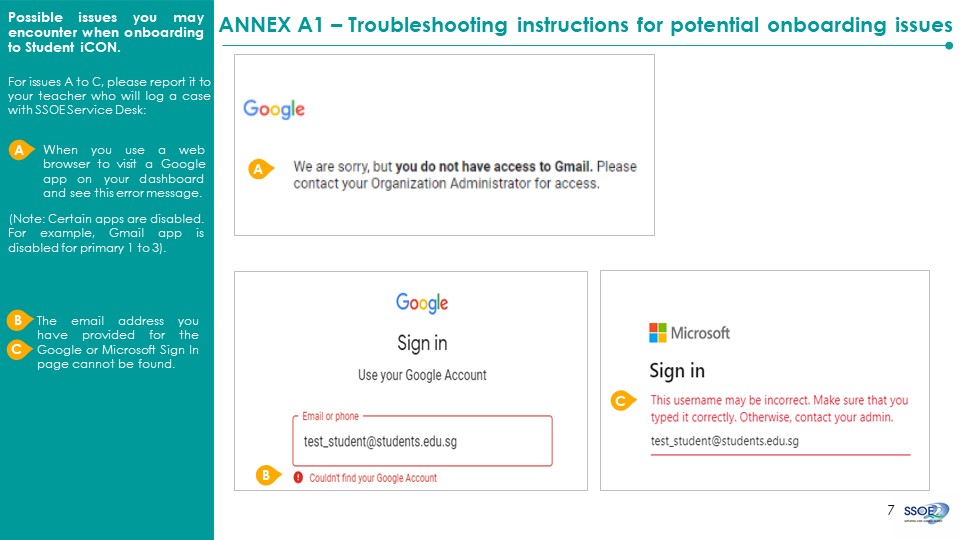 Possible issues you may
encounter when onboarding
to Student iCON.
For issues A to C, please report it to
your teacher who will log a case
with SSOE Service Desk:
A
When you use a web
browser to visit a Google
app on your dashboard
and see this error message.
(Note: Certain apps are disabled.
For example, Gmail app is
disabled for primary 1 to 3).
B
C
The email address you
have provided for the
Google or Microsoft Sign In
page cannot be found.
ANNEX A1 – Troubleshooting instructions for potential onboarding issues
Google
A
We are sorry, but you do not have access to Gmail. Please
contact your Organization Administrator for access.
Google
Sign in
Use your Google Account
Email or phone
test_student@students.edu.sg
B
Couldn't find your Google Account
Microsoft
Sign in
C
This username may be incorrect. Make sure that you
typed it correctly. Otherwise, contact your admin.
test_student@students.edu.sg
7
SSOE2